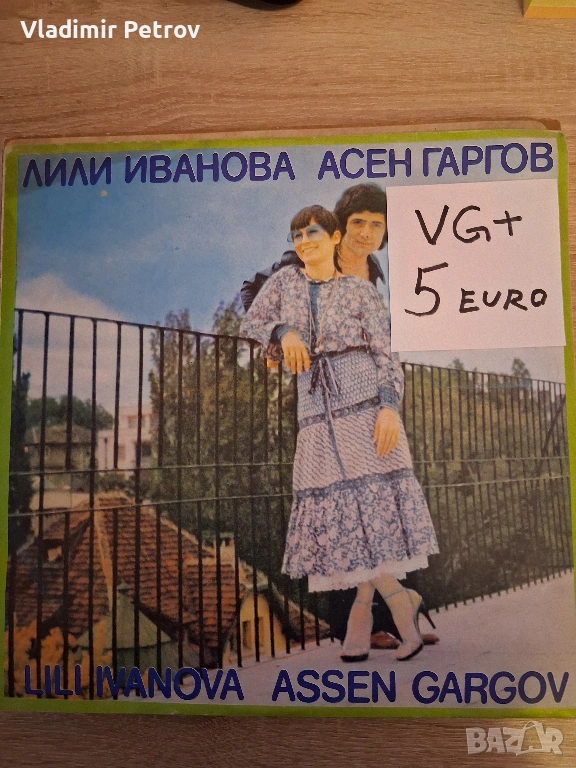 Vladimir Petrov
ЛИЛИ ИВАНОВА АСЕН ГАРГОВ
VG+
5 EURO
LILI IVANOVA ASSEN GARGOV
BAZAR